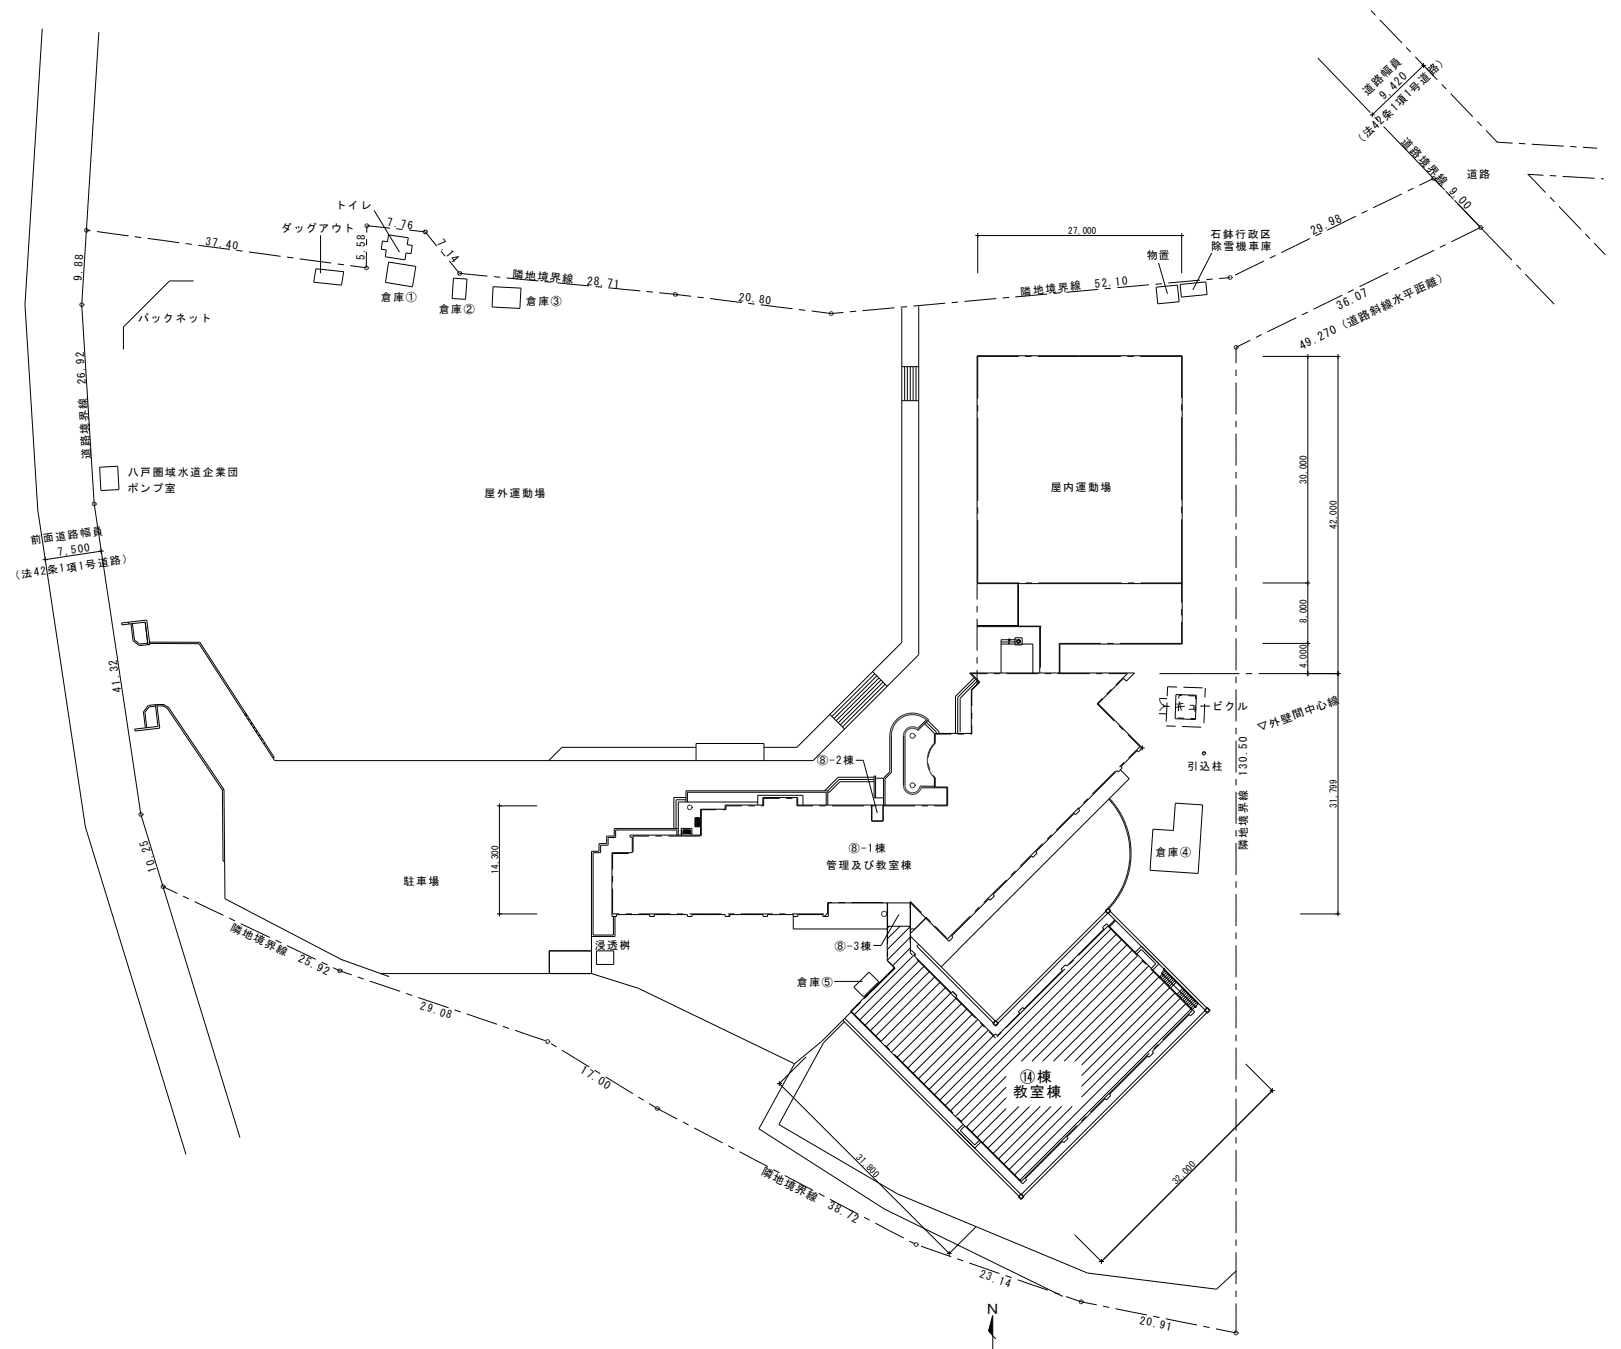 道路幅員
9.420
(法42条1項1号道路)
道路境界線 9.00
道路
29.98
トイレ
ダッグアウト
7.76
5.58
7.14
37.40
9.88
27.000
石鉢行政区
除雪機車庫
物置
隣地境界線 28.71
隣地境界線 52.10
20.80
倉庫①
倉庫②
倉庫③
バックネット
36.07
49.270 (道路斜線水平距離)
道路境界線 26.92
八戸圏域水道企業団
ポンプ室
屋外運動場
屋内運動場
30.000
42.000
前面道路幅員
7.500
(法42条1項1号道路)
8.000
4.000
41.32
キュービクル
▽外壁間中心線
⑧-2棟
引込柱
隣地境界線 130.50
31.799
14.300
10.25
⑧-1棟
管理及び教室棟
倉庫④
駐車場
隣地境界線 25.92
浸透桝
⑧-3棟
倉庫⑤
29.08
17.00
⑭棟
教室棟
31.800
32.000
隣地境界線 38.72
23.14
20.91
N